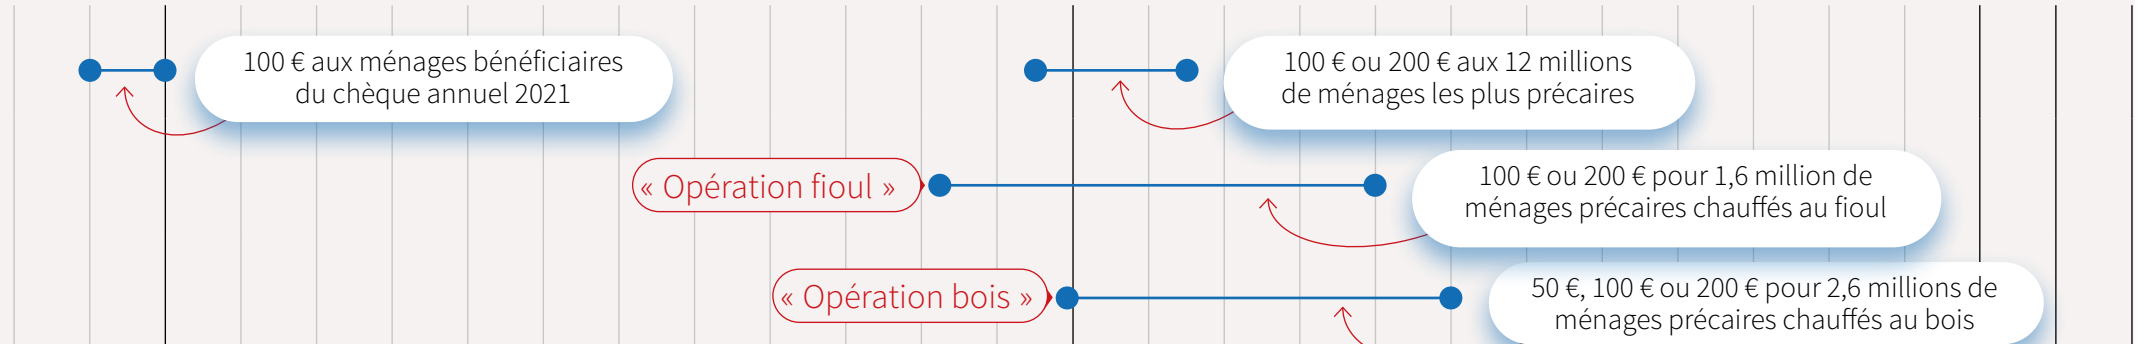 100 € aux ménages bénéficiaires
du chèque annuel 2021
100 € ou 200 € aux 12 millions
de ménages les plus précaires
« Opération fioul »
100 € ou 200 € pour 1,6 million de
ménages précaires chauffés au fioul
« Opération bois »
50 €, 100 € ou 200 € pour 2,6 millions de
ménages précaires chauffés au bois